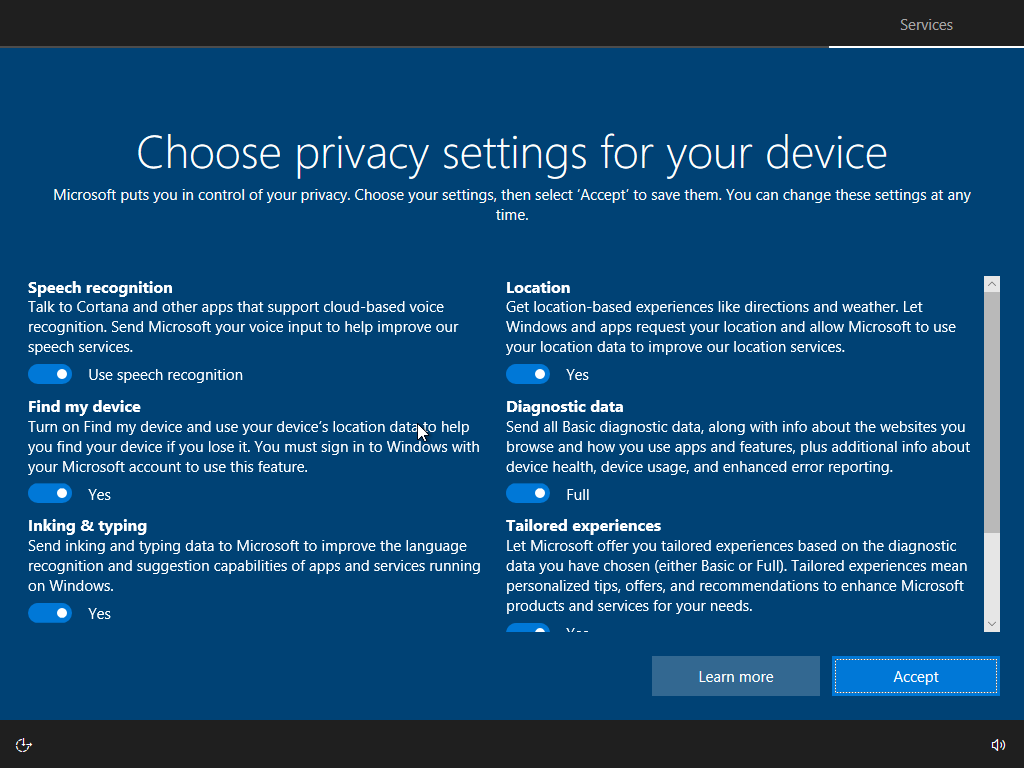 Services
Choose privacy settings for your device
Microsoft puts you in control of your privacy. Choose your settings, then select ‘Accept’ to save them. You can change these settings at any
time.
Speech recognition
Talk to Cortana and other apps that support cloud-based voice
recognition. Send Microsoft your voice input to help improve our
speech services.
Use speech recognition
Find my device
Turn on Find my device and use your device’s location data to help
you find your device if you lose it. You must sign in to Windows with
your Microsoft account to use this feature.
Yes
Inking & typing
Send inking and typing data to Microsoft to improve the language
recognition and suggestion capabilities of apps and services running
on Windows.
Yes
Location
Get location-based experiences like directions and weather. Let
Windows and apps request your location and allow Microsoft to use
your location data to improve our location services.
Yes
Diagnostic data
Send all Basic diagnostic data, along with info about the websites you
browse and how you use apps and features, plus additional info about
device health, device usage, and enhanced error reporting.
Full
Tailored experiences
Let Microsoft offer you tailored experiences based on the diagnostic
data you have chosen (either Basic or Full). Tailored experiences mean
personalized tips, offers, and recommendations to enhance Microsoft
products and services for your needs.
Yes
Learn more
Accept